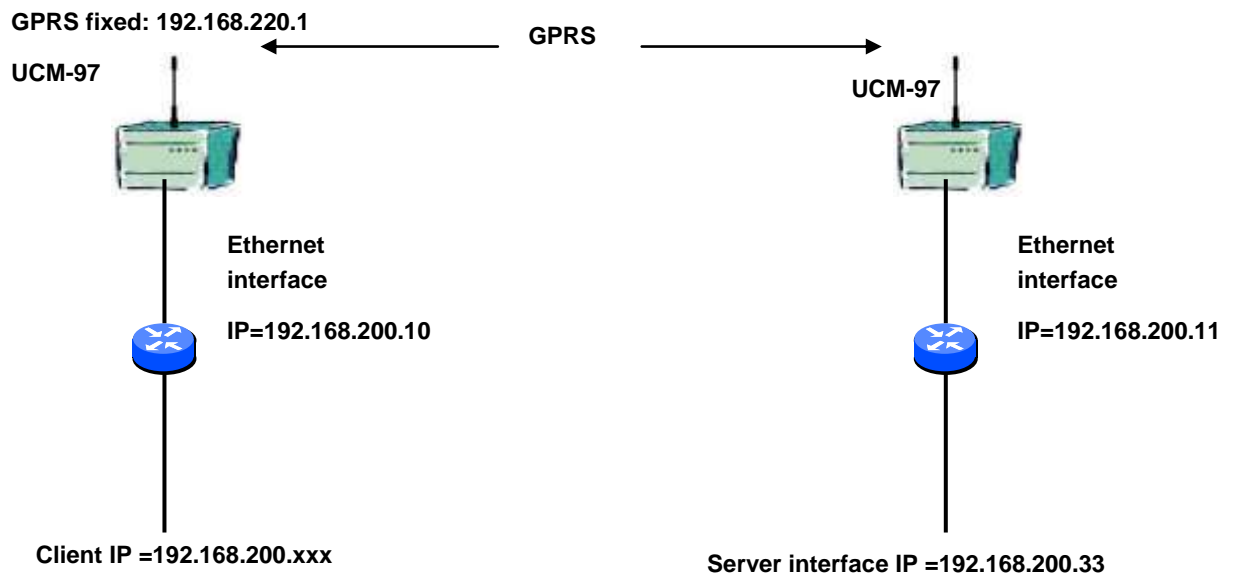 GPRS fixed: 192.168.220.1
GPRS
UCM-97
UCM-97
Ethernet
interface
IP=192.168.200.10
Ethernet
interface
IP=192.168.200.11
Client IP =192.168.200.xxx
Server interface IP =192.168.200.33